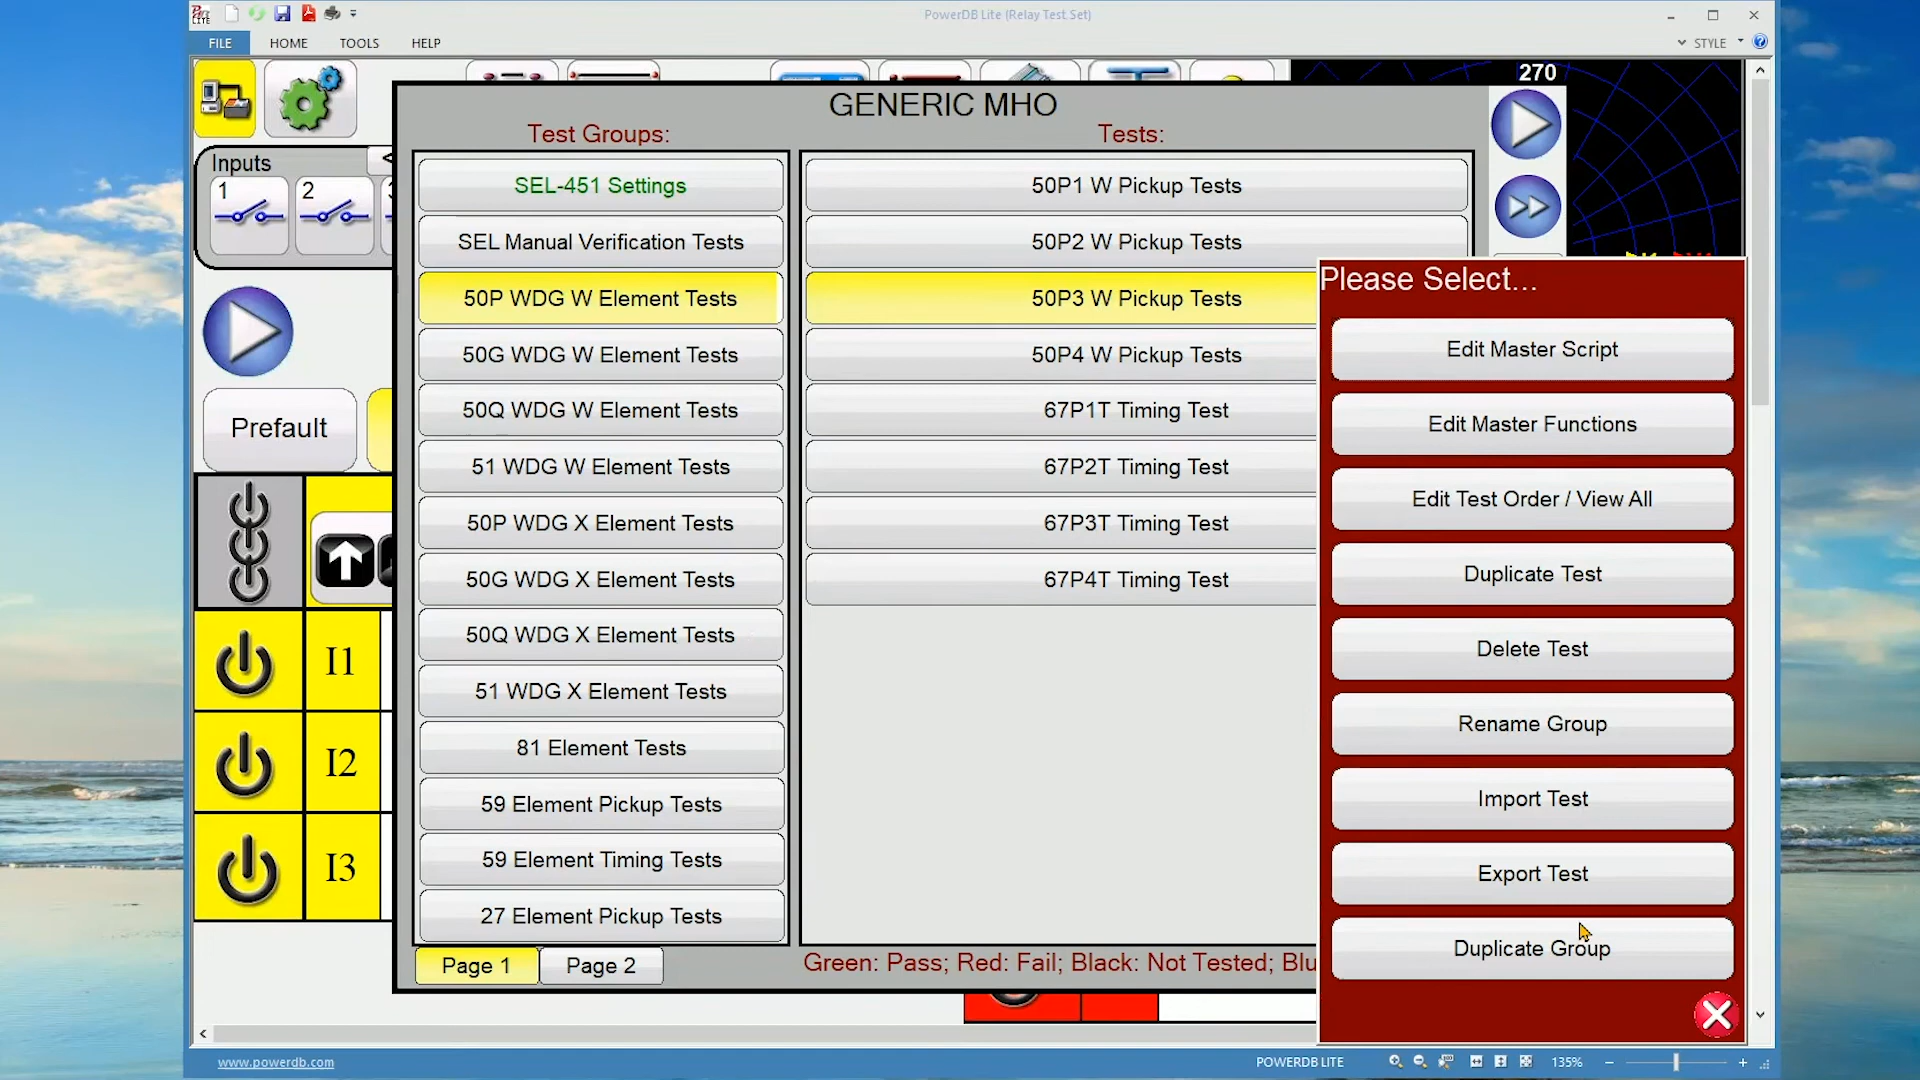 PowerDB Lite (Relay Test Set)
FILE HOME TOOLS HELP STYLE
270
GENERIC MHO
Test Groups: Tests:
Inputs
1 2
SEL-451 Settings
SEL Manual Verification Tests
50P WDG W Element Tests
50G WDG W Element Tests
50Q WDG W Element Tests
51 WDG W Element Tests
50P WDG X Element Tests
50G WDG X Element Tests
50Q WDG X Element Tests
51 WDG X Element Tests
81 Element Tests
59 Element Pickup Tests
59 Element Timing Tests
27 Element Pickup Tests
Page 1 Page 2
50P1 W Pickup Tests
50P2 W Pickup Tests
50P3 W Pickup Tests
50P4 W Pickup Tests
67P1T Timing Test
67P2T Timing Test
67P3T Timing Test
67P4T Timing Test
Green: Pass; Red: Fail; Black: Not Tested; Blu
Please Select...
Edit Master Script
Edit Master Functions
Edit Test Order / View All
Duplicate Test
Delete Test
Rename Group
Import Test
Export Test
Duplicate Group
Prefault
I1
I2
I3
www.powerdb.com POWERDB LITE 135%